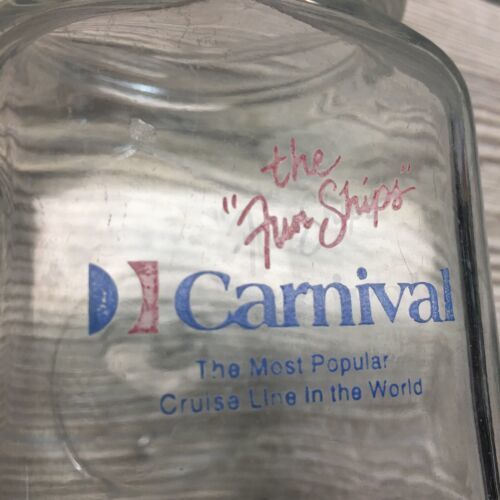 the
"Fun Ships"
Carnival
The Most Popular
Cruise Line in the World